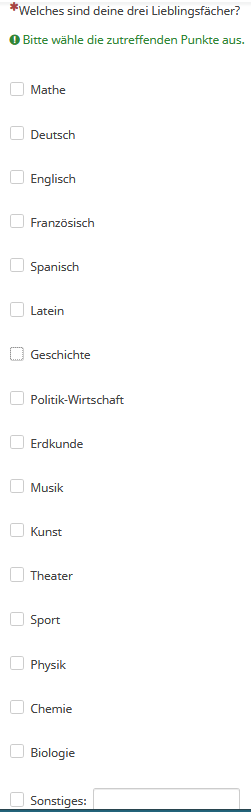 *Welches sind deine drei Lieblingsfächer?
Bitte wähle die zutreffenden Punkte aus.
Mathe
Deutsch
Englisch
Französisch
Spanisch
Latein
Geschichte
Politik-Wirtschaft
Erdkunde
Musik
Kunst
Theater
Sport
Physik
Chemie
Biologie
Sonstiges: